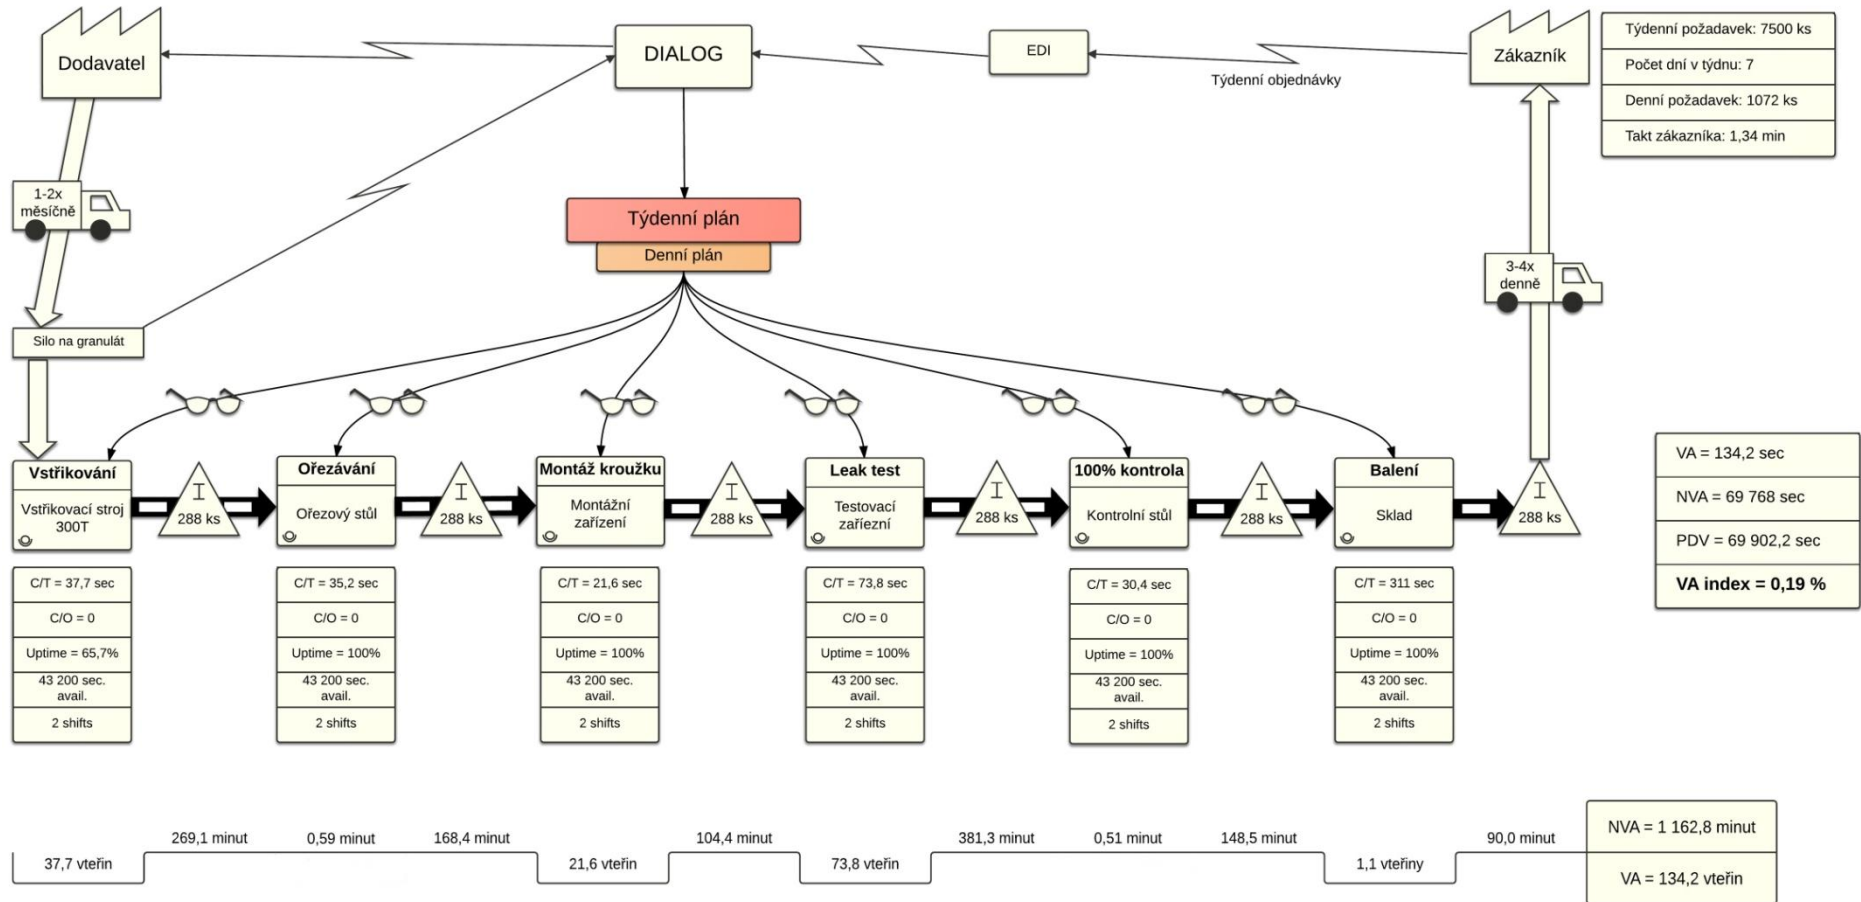 Dodavatel
DIALOG
EDI
Týdenní objednávky
Zákazník
Týdenní požadavek: 7500 ks
Počet dní v týdnu: 7
Denní požadavek: 1072 ks
Takt zákazníka: 1,34 min
1-2x
měsíčně
Týdenní plán
Denní plán
3-4x
denně
Silo na granulát
Vstřikování
Vstřikovací stroj
300T
I
288 ks
Ořezávání
Ořezový stůl
I
288 ks
Montáž kroužku
Montážní
zařízení
I
288 ks
Leak test
Testovací
zařiezní
I
288 ks
100% kontrola
Kontrolní stůl
I
288 ks
Balení
Sklad
I
288 ks
VA = 134,2 sec
NVA = 69 768 sec
PDV = 69 902,2 sec
VA index = 0,19 %
C/T = 37,7 sec
C/O = 0
Uptime = 65,7%
43 200 sec.
avail.
2 shifts
C/T = 35,2 sec
C/O = 0
Uptime = 100%
43 200 sec.
avail.
2 shifts
C/T = 21,6 sec
C/O = 0
Uptime = 100%
43 200 sec.
avail.
2 shifts
C/T = 73,8 sec
C/O = 0
Uptime = 100%
43 200 sec.
avail.
2 shifts
C/T = 30,4 sec
C/O = 0
Uptime = 100%
43 200 sec.
avail.
2 shifts
C/T = 311 sec
C/O = 0
Uptime = 100%
43 200 sec.
avail.
2 shifts
37,7 vteřin
269,1 minut
0,59 minut
168,4 minut
21,6 vteřin
104,4 minut
73,8 vteřin
381,3 minut
0,51 minut
148,5 minut
1,1 vteřiny
90,0 minut
NVA = 1 162,8 minut
VA = 134,2 vteřin